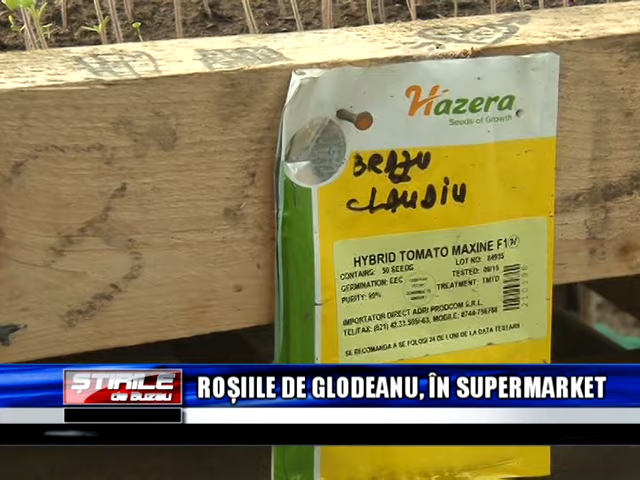 Hazera
Seeds of Growth
BRAZU
CLAUDIU
HYBRID TOMATO MAXINE F1
CONTAINS: 50 SEEDS
LOT NO: 84935
GERMINATION: EEC
TESTED: 09/15
PURITY: 99%
TREATMENT: TMTD
IMPORTATOR DIRECT ADRI PRODCOM S.R.L.
SE RECOMANDA A SE FOLOSI 24 DE LUNI DE LA DATA TESTARII
ȘTIRILE
de Buzau
ROȘIILE DE GLODEANU, ÎN SUPERMARKET